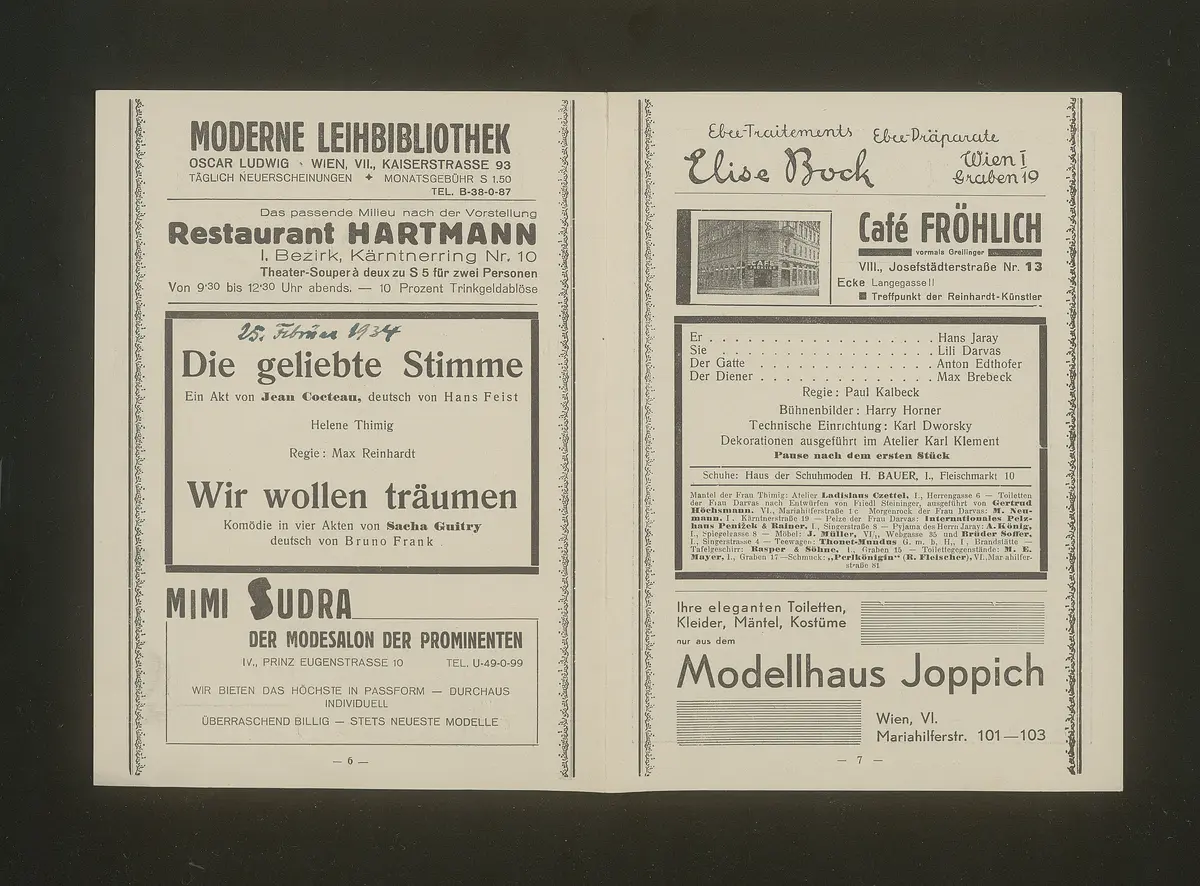 MODERNE LEIHBIBLIOTHEK
OSCAR LUDWIG · WIEN, VII., KAISERSTRASSE 93
TÄGLICH NEUERSCHEINUNGEN ✦ MONATSGEBÜHR S 1.50
TEL. B-38-0-87
Das passende Milieu nach der Vorstellung
Restaurant HARTMANN
I. Bezirk, Kärntnerring Nr. 10
Theater-Souper à deux zu S 5 für zwei Personen
Von 9·30 bis 12·30 Uhr abends. — 10 Prozent Trinkgeldablöse
25. Februar 1934
Die geliebte Stimme
Ein Akt von Jean Cocteau, deutsch von Hans Feist
Helene Thimig
Regie: Max Reinhardt
Wir wollen träumen
Komödie in vier Akten von Sacha Guitry
deutsch von Bruno Frank
MIMI SUDRA
DER MODESALON DER PROMINENTEN
IV., PRINZ EUGENSTRASSE 10 TEL. U-49-0-99
WIR BIETEN DAS HÖCHSTE IN PASSFORM — DURCHAUS
INDIVIDUELL
ÜBERRASCHEND BILLIG — STETS NEUESTE MODELLE
— 6 —
Ebee-Traitements Ebee-Präparate
Elise Bock Wien I
Graben 19
CAFE
Café FRÖHLICH
vormals Greilinger
VIII., Josefstädterstraße Nr. 13
Ecke Langegasse II
■ Treffpunkt der Reinhardt-Künstler
Er . . . . . . . . . . . . . . . . . . Hans Jaray
Sie . . . . . . . . . . . . . . . . . Lili Darvas
Der Gatte . . . . . . . . . . . . . . Anton Edthofer
Der Diener . . . . . . . . . . . . . . Max Brebeck
Regie: Paul Kalbeck
Bühnenbilder: Harry Horner
Technische Einrichtung: Karl Dworsky
Dekorationen ausgeführt im Atelier Karl Klement
Pause nach dem ersten Stück
Schuhe: Haus der Schuhmoden H. BAUER, I., Fleischmarkt 10
Mantel der Frau Thimig: Atelier Ladislaus Czettel, I., Herrengasse 6 — Toiletten
der Frau Darvas nach Entwürfen von Friedl Steininger, ausgeführt von Gertrud
Höchsmann, VI., Mariahilferstraße 1 c Morgenrock der Frau Darvas: M. Neu-
mann, I., Kärntnerstraße 19 — Pelze der Frau Darvas: Internationales Pelz-
haus Penižek & Rainer, I., Singerstraße 8 — Pyjama des Herrn Jaray: A. König,
I., Spiegelgasse 8 — Möbel: J. Müller, VI., Webgasse 35 und Brüder Soffer,
I., Singerstrasse 4 — Teewagen: Thonet-Mundus G. m. b. H., I., Brandstätte —
Tafelgeschirr: Rasper & Söhne, I., Graben 15 — Toilettegegenstände: M. E.
Mayer, I., Graben 17 — Schmuck: „Perlkönigin“ (R. Fleischer), VI. Mariahilfer-
straße 81
Ihre eleganten Toiletten,
Kleider, Mäntel, Kostüme
nur aus dem
Modellhaus Joppich
Wien, VI.
Mariahilferstr. 101—103
— 7 —